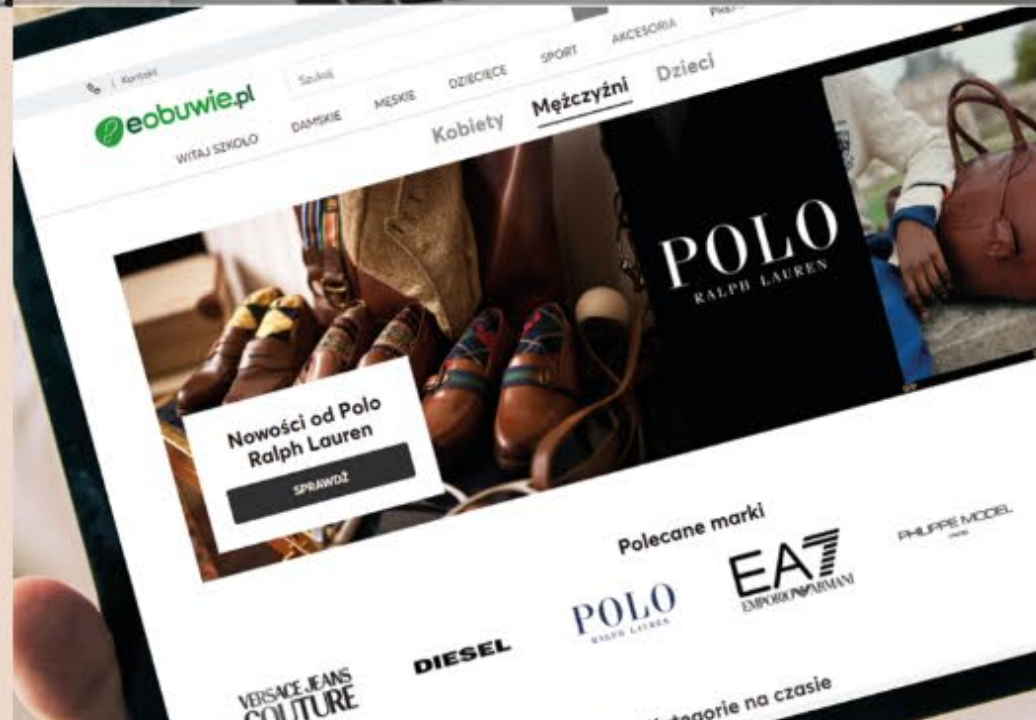 Kontakt
Szukaj
eobuwie.pl
WITAJ SZKOŁO
DAMSKIE
MĘSKIE
DZIECIĘCE
SPORT
AKCESORIA
Kobiety
Mężczyźni
Dzieci
POLO
RALPH LAUREN
Nowości od Polo
Ralph Lauren
SPRAWDŹ
Polecane marki
VERSACE JEANS
COUTURE
DIESEL
POLO
RALPH LAUREN
EA7
EMPORIO ARMANI
PHILIPPE MODEL
na czasie